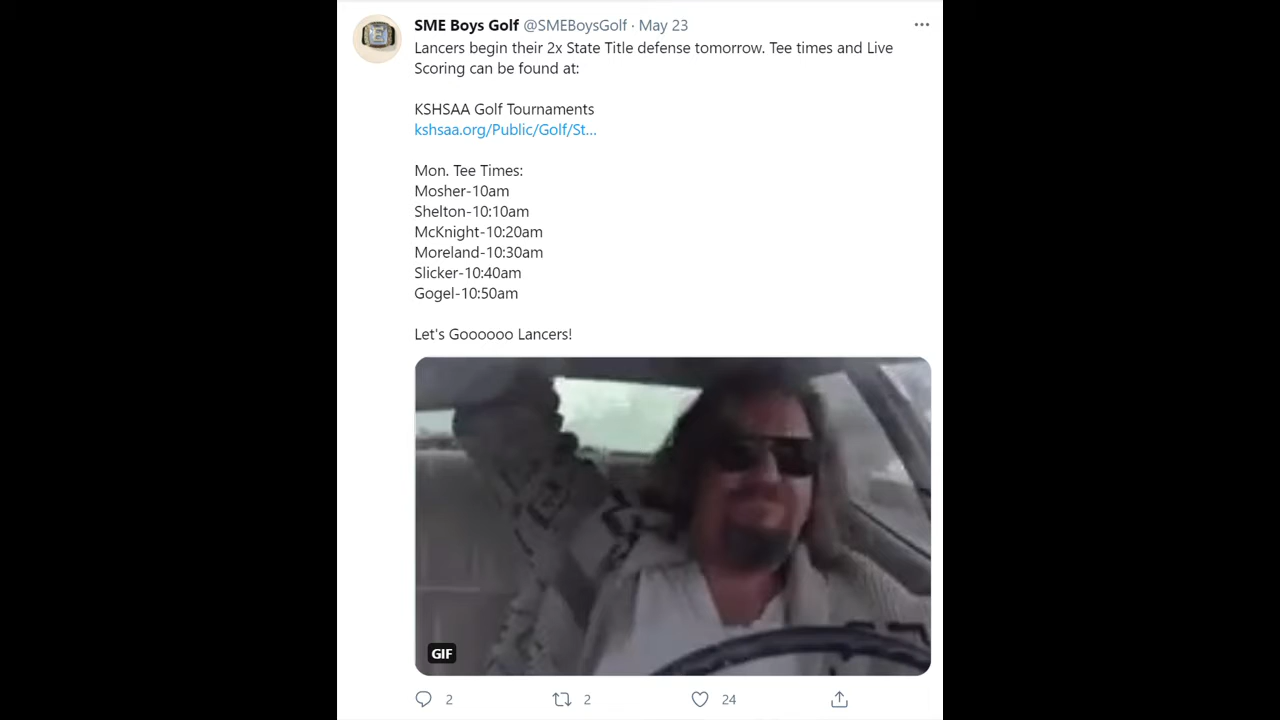 SME Boys Golf @SMEBoysGolf · May 23
Lancers begin their 2x State Title defense tomorrow. Tee times and Live
Scoring can be found at:
KSHSAA Golf Tournaments
kshsaa.org/Public/Golf/St...
Mon. Tee Times:
Mosher-10am
Shelton-10:10am
McKnight-10:20am
Moreland-10:30am
Slicker-10:40am
Gogel-10:50am
Let's Goooooo Lancers!
GIF
2 2 24